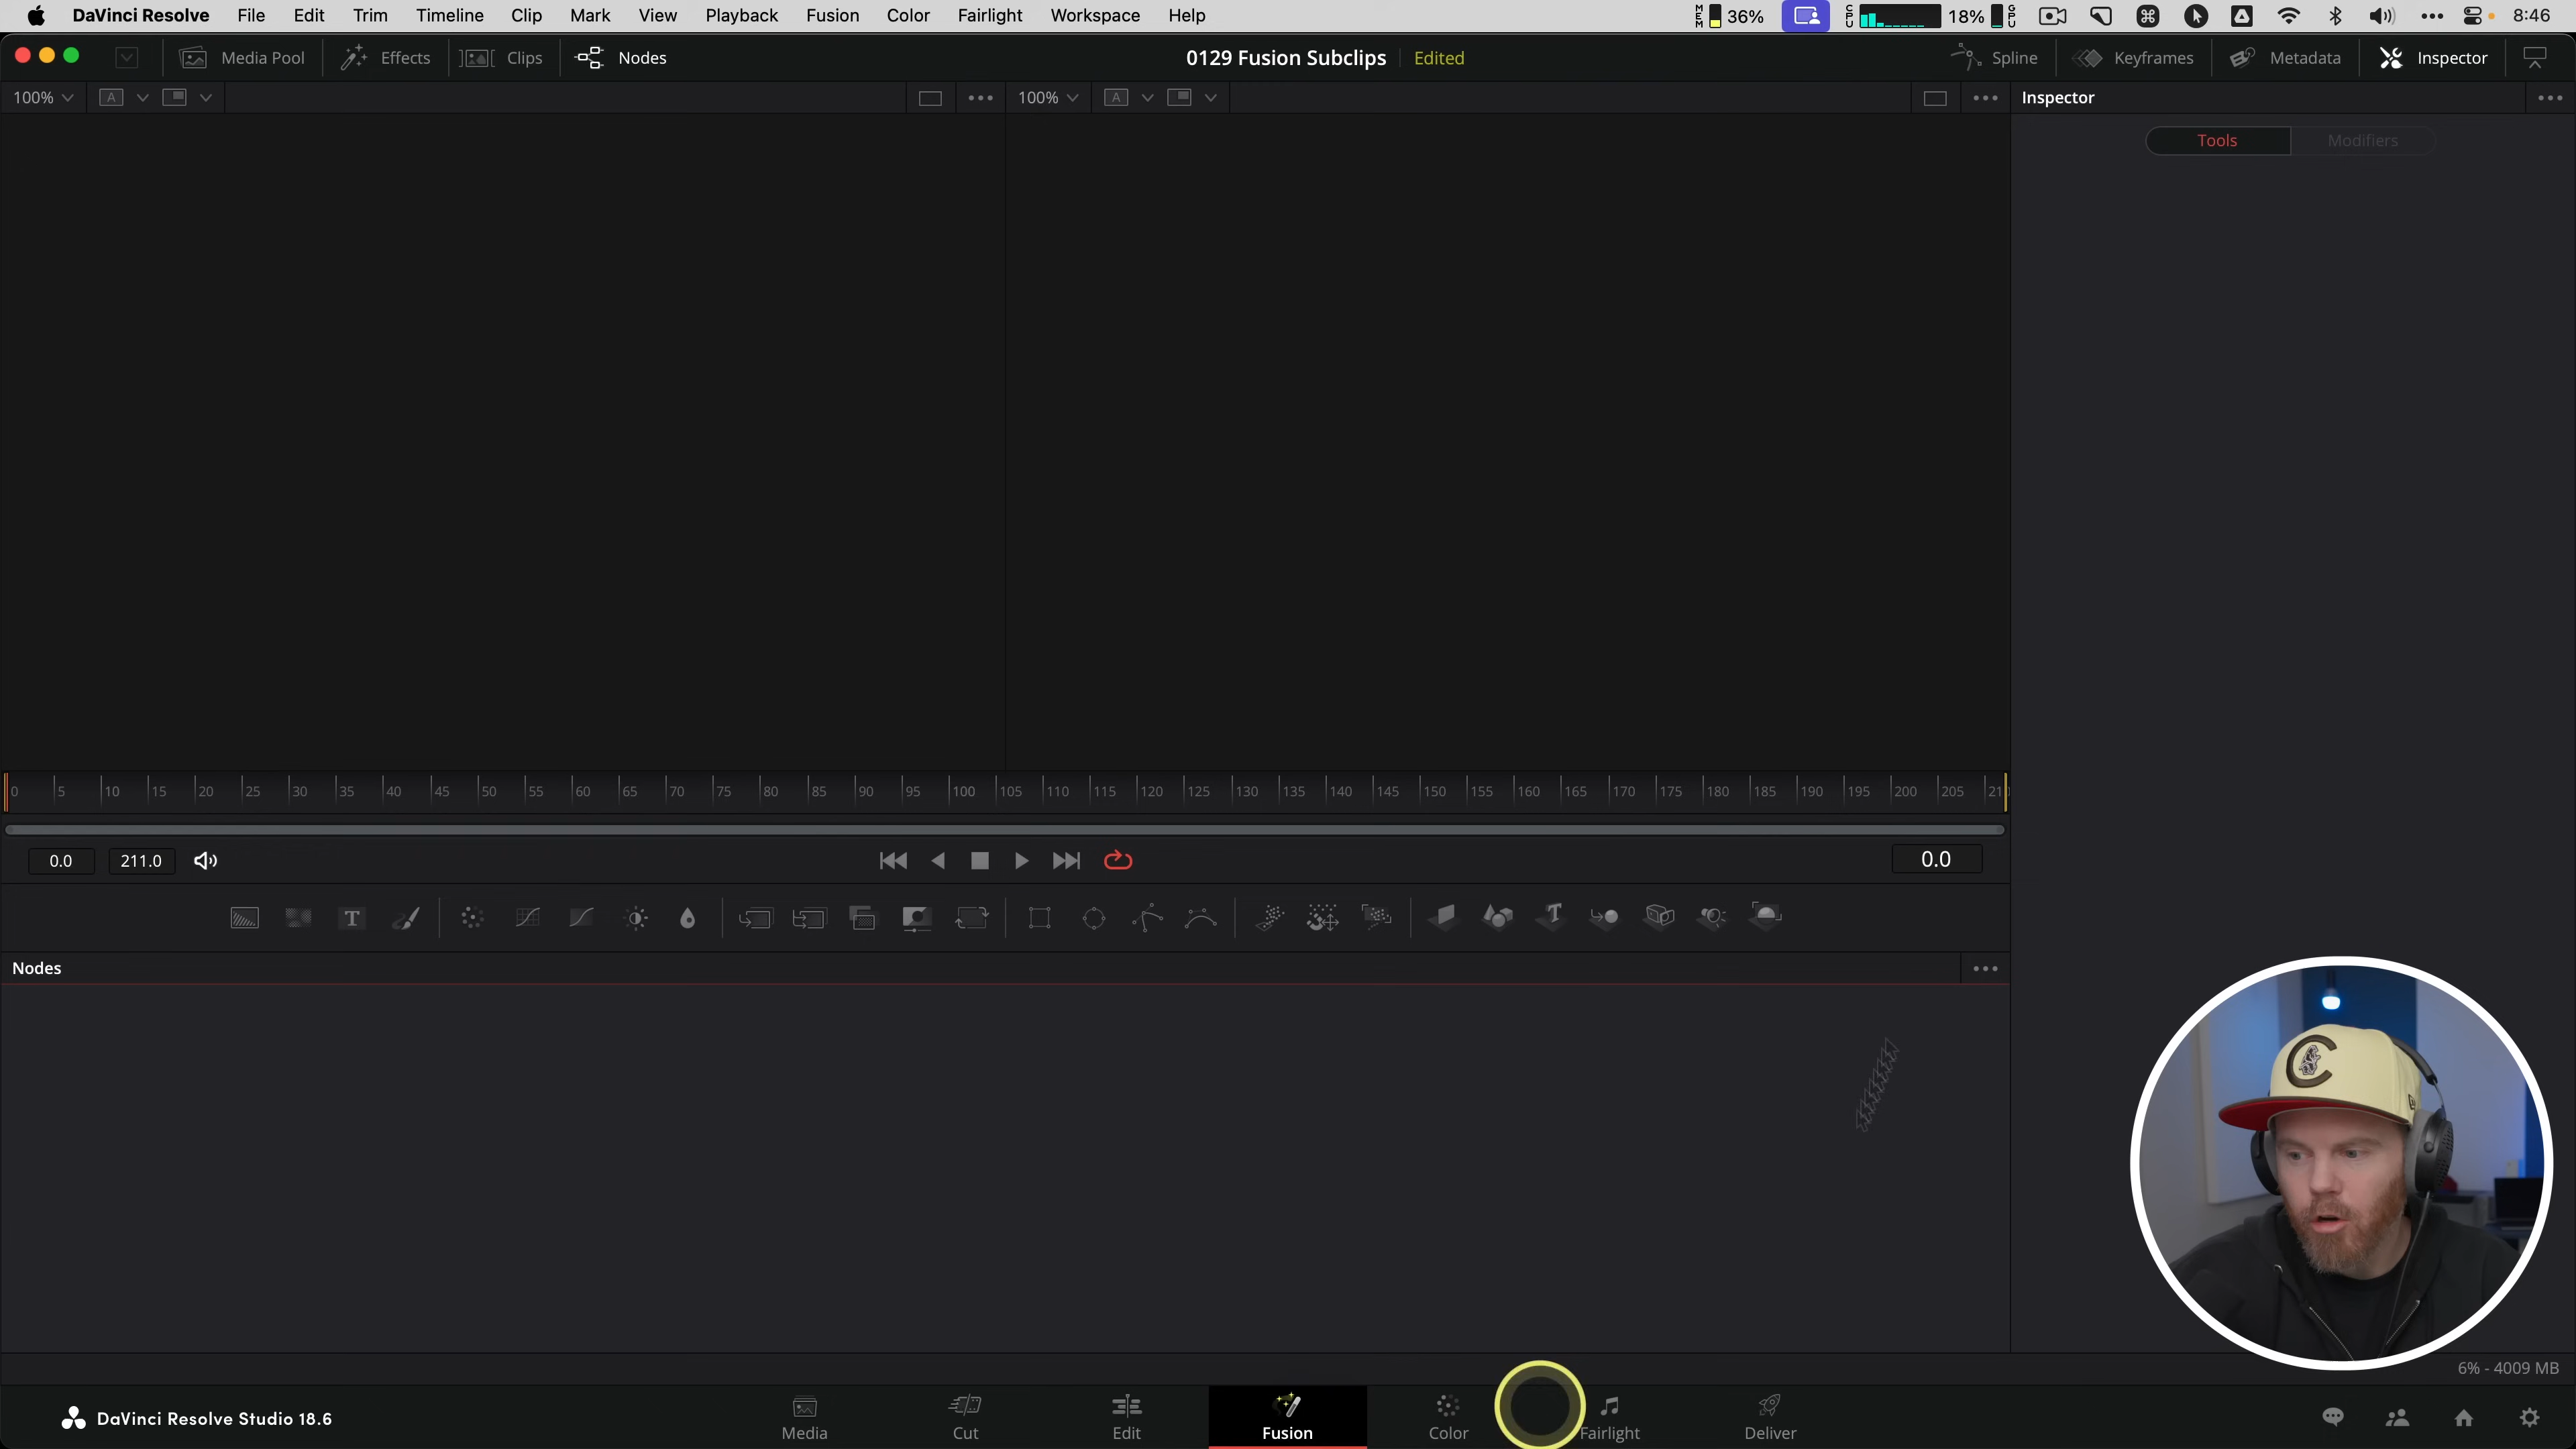 DaVinci Resolve File Edit Trim Timeline Clip Mark View Playback Fusion Color Fairlight Workspace Help MEM 36% CPU 18% GPU 8:46
Media Pool Effects Clips Nodes 0129 Fusion Subclips Edited Spline Keyframes Metadata Inspector
100% A 100% A Inspector
Tools Modifiers
0 5 10 15 20 25 30 35 40 45 50 55 60 65 70 75 80 85 90 95 100 105 110 115 120 125 130 135 140 145 150 155 160 165 170 175 180 185 190 195 200 205 21
0.0 211.0 0.0
T T
Nodes
C
6% - 4009 MB
DaVinci Resolve Studio 18.6 Media Cut Edit Fusion Color Fairlight Deliver